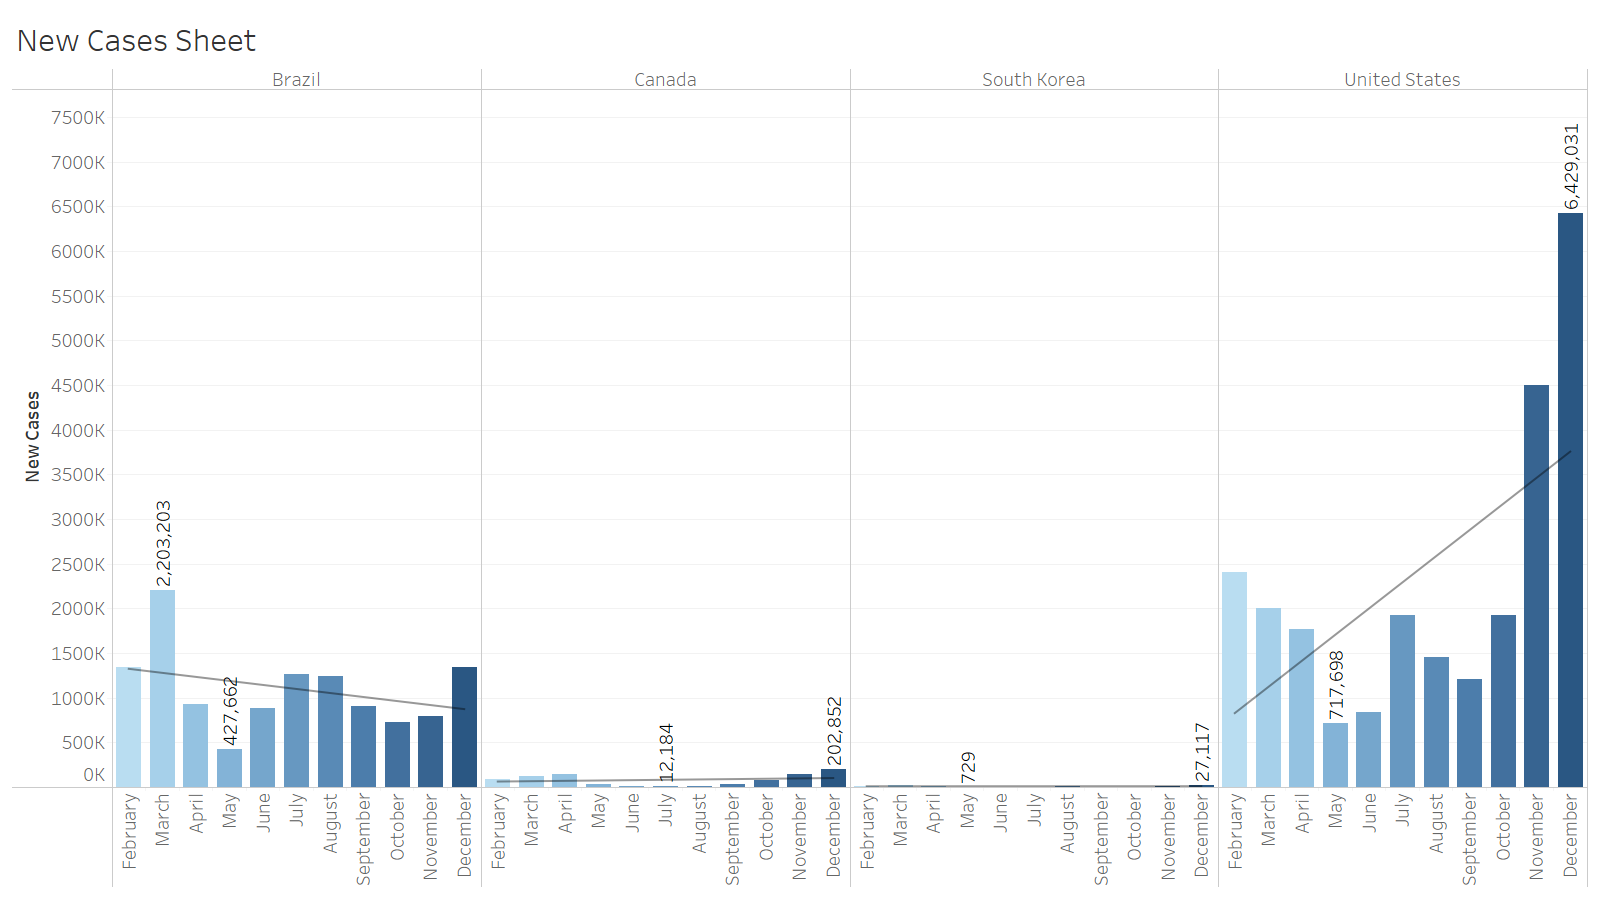 New Cases Sheet
Brazil Canada South Korea United States
7500K
7000K
6500K
6000K
5500K
5000K
4500K
4000K
3500K
3000K
2500K
2000K
1500K
1000K
500K
0K
New Cases
2,203,203
427,662
12,184
202,852
729
27,117
717,698
6,429,031
February March April May June July August September October November December
February March April May June July August September October November December
February March April May June July August September October November December
February March April May June July August September October November December